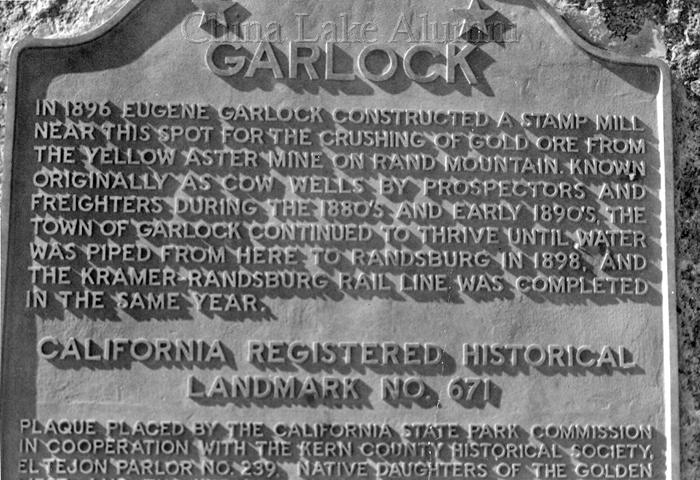 China Lake Alumni
GARLOCK
IN 1896 EUGENE GARLOCK CONSTRUCTED A STAMP MILL
NEAR THIS SPOT FOR THE CRUSHING OF GOLD ORE FROM
THE YELLOW ASTER MINE ON RAND MOUNTAIN. KNOWN
ORIGINALLY AS COW WELLS BY PROSPECTORS AND
FREIGHTERS DURING THE 1880'S AND EARLY 1890'S, THE
TOWN OF GARLOCK CONTINUED TO THRIVE UNTIL WATER
WAS PIPED FROM HERE TO RANDSBURG IN 1898, AND
THE KRAMER-RANDSBURG RAIL LINE WAS COMPLETED
IN THE SAME YEAR.
CALIFORNIA REGISTERED HISTORICAL
LANDMARK NO. 671
PLAQUE PLACED BY THE CALIFORNIA STATE PARK COMMISSION
IN COOPERATION WITH THE KERN COUNTY HISTORICAL SOCIETY,
EL TEJON PARLOR NO. 239, NATIVE DAUGHTERS OF THE GOLDEN